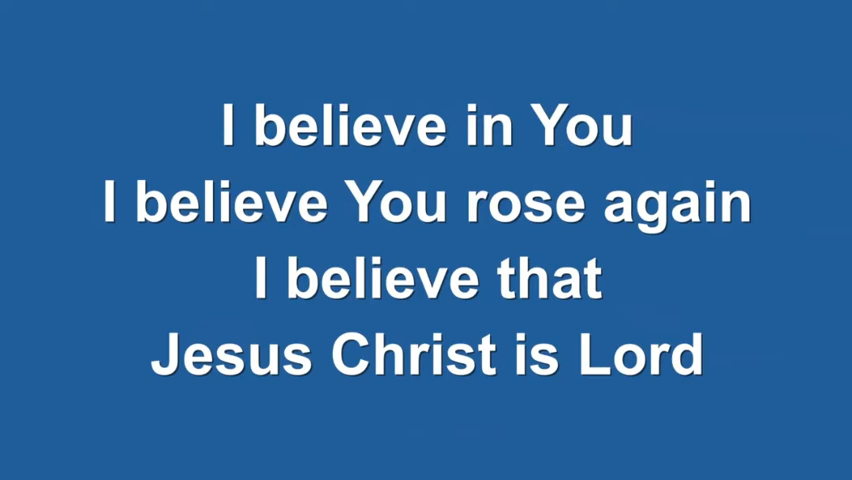 I believe in You
I believe You rose again
I believe that
Jesus Christ is Lord